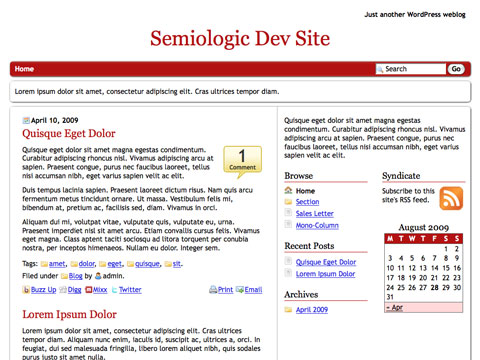 Just another WordPress weblog
Semiologic Dev Site
Home
Search
Go
Lorem ipsum dolor sit amet, consectetur adipiscing elit. Cras ultrices tempor diam.
April 10, 2009
Quisque Eget Dolor
Quisque eget dolor sit amet magna egestas condimentum.
Curabitur adipiscing rhoncus nisl. Vivamus adipiscing arcu at
sapien. Praesent congue, purus nec faucibus laoreet, tellus
nisi accumsan nibh, eget varius sapien velit ac elit.
1
Comment
Duis tempus lacinia sapien. Praesent laoreet dictum risus. Nam quis arcu
fermentum metus tincidunt ornare. Ut massa. Vestibulum felis mi,
bibendum at, pretium at, facilisis sed, diam. Vivamus in orci.
Aliquam dui mi, volutpat vitae, vulputate quis, vulputate eu, urna.
Praesent imperdiet nisl sit amet arcu. Etiam convallis cursus felis. Vivamus
eget magna. Class aptent taciti sociosqu ad litora torquent per conubia
nostra, per inceptos himenaeos. Nullam eu dolor. Integer sem.
Tags: amet, dolor, eget, quisque, sit.
Filed under Blog by admin.
Buzz Up Digg Mixx Twitter
Print Email
Lorem Ipsum Dolor
Lorem ipsum dolor sit amet, consectetur adipiscing elit. Cras ultrices
tempor diam. Aliquam nunc enim, iaculis id, suscipit ac, ultrices a, orci. In
feugiat, dui sed malesuada fringilla, libero lorem aliquet nibh, quis sodales
justo ipsum sit amet nulla.
Quisque eget dolor sit amet magna egestas
condimentum. Curabitur adipiscing rhoncus nisl. Vivamus
adipiscing arcu at sapien. Praesent congue, purus nec
faucibus laoreet, tellus nisi accumsan nibh, eget varius
sapien velit ac elit.
Browse
Home
Section
Sales Letter
Mono-Column
Recent Posts
Quisque Eget Dolor
Lorem Ipsum Dolor
Archives
April 2009
Syndicate
Subscribe to this
site's RSS feed.
August 2009
M T W T F S S
1 2
3 4 5 6 7 8 9
10 11 12 13 14 15 16
17 18 19 20 21 22 23
24 25 26 27 28 29 30
31
« Apr